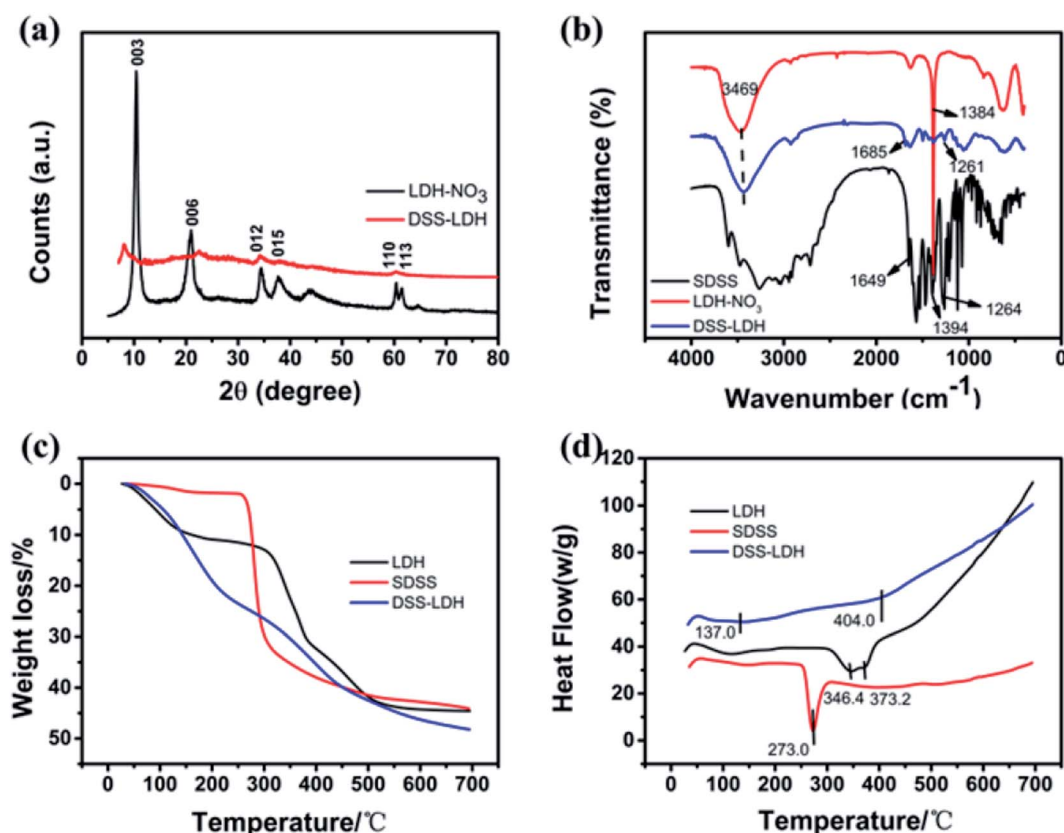 (a)
Counts (a.u.)
003
006
012
015
110
113
LDH-NO3
DSS-LDH
0 10 20 30 40 50 60 70 80
2θ (degree)
(b)
Transmittance (%)
3469
1384
1685
1261
1649
1264
1394
SDSS
LDH-NO3
DSS-LDH
4000 3000 2000 1000 0
Wavenumber (cm-1)
(c)
Weight loss/%
0
10
20
30
40
50
LDH
SDSS
DSS-LDH
0 100 200 300 400 500 600 700
Temperature/℃
(d)
Heat Flow(w/g)
120
100
80
60
40
20
0
LDH
SDSS
DSS-LDH
137.0
404.0
346.4
373.2
273.0
0 100 200 300 400 500 600 700
Temperature/℃